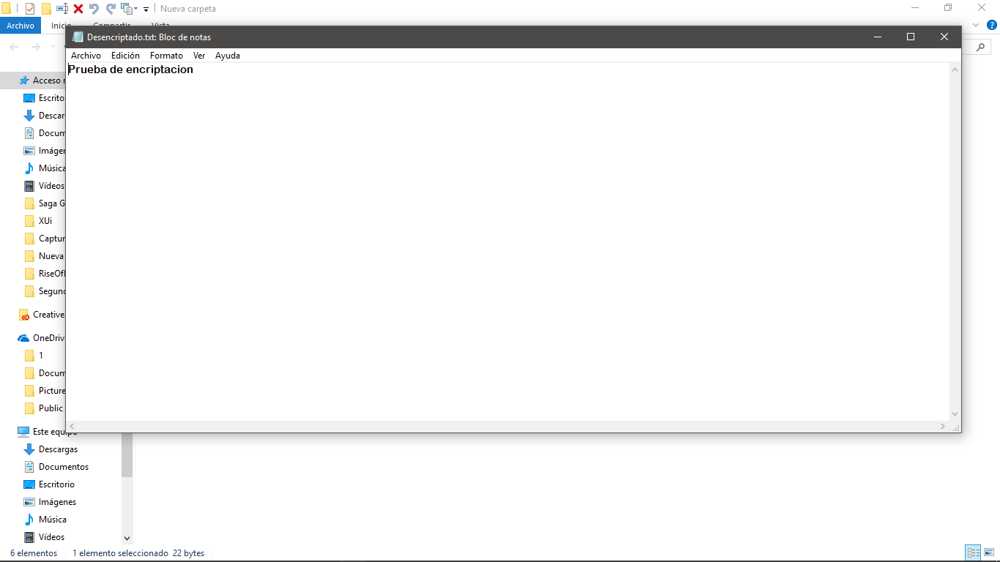 Nueva carpeta
Archivo
Inicio
Compartir
Vista
Desencriptado.txt: Bloc de notas
Archivo Edición Formato Ver Ayuda
Prueba de encriptacion
Acceso r
Escrito
Descar
Docum
Imáger
Música
Vídeos
Saga G
XUi
Captur
Nueva
RiseOf
Segund
Creative
OneDriv
1
Docum
Picture
Public
Este equipo
Descargas
Documentos
Escritorio
Imágenes
Música
Vídeos
6 elementos 1 elemento seleccionado 22 bytes